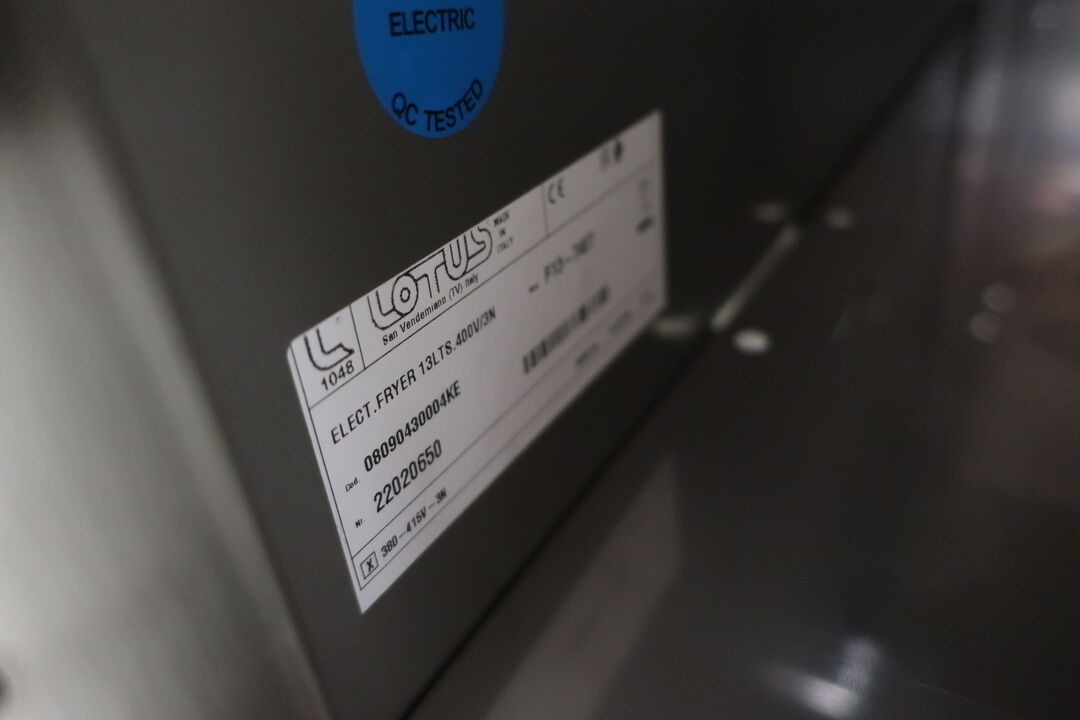 ELECTRIC
QC TESTED
L
1048
LOTUS
San Vendemiano (TV) Italy
MADE
IN
ITALY
CE
ELECT.FRYER 13LTS.400V/3N
Cod. 08090430004KE
Nr. 22020650
X 380-415V-3N